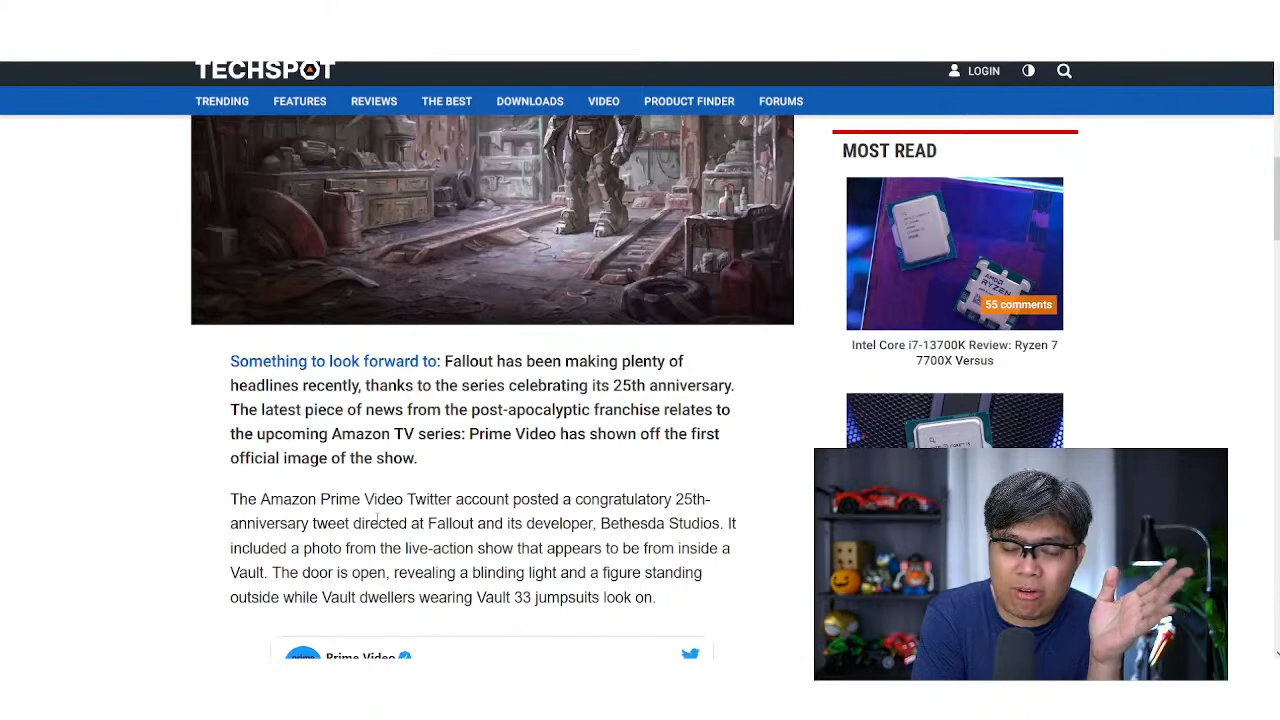 TECHSPOT
LOGIN
TRENDING
FEATURES
REVIEWS
THE BEST
DOWNLOADS
VIDEO
PRODUCT FINDER
FORUMS
Something to look forward to: Fallout has been making plenty of
headlines recently, thanks to the series celebrating its 25th anniversary.
The latest piece of news from the post-apocalyptic franchise relates to
the upcoming Amazon TV series: Prime Video has shown off the first
official image of the show.
The Amazon Prime Video Twitter account posted a congratulatory 25th-
anniversary tweet directed at Fallout and its developer, Bethesda Studios. It
included a photo from the live-action show that appears to be from inside a
Vault. The door is open, revealing a blinding light and a figure standing
outside while Vault dwellers wearing Vault 33 jumpsuits look on.
Prime Video
MOST READ
AMD
RYZEN
55 comments
Intel Core i7-13700K Review: Ryzen 7
7700X Versus